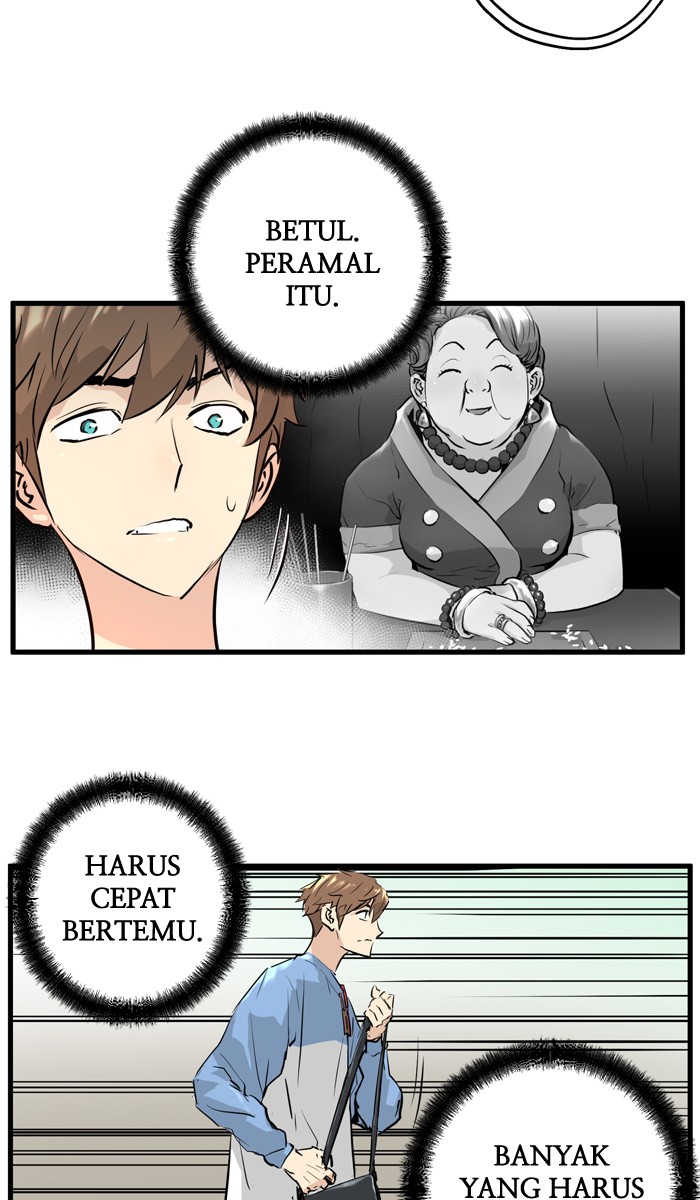 BETUL.
PERAMAL
ITU.
HARUS
CEPAT
BERTEMU.
BANYAK
YANG HARUS